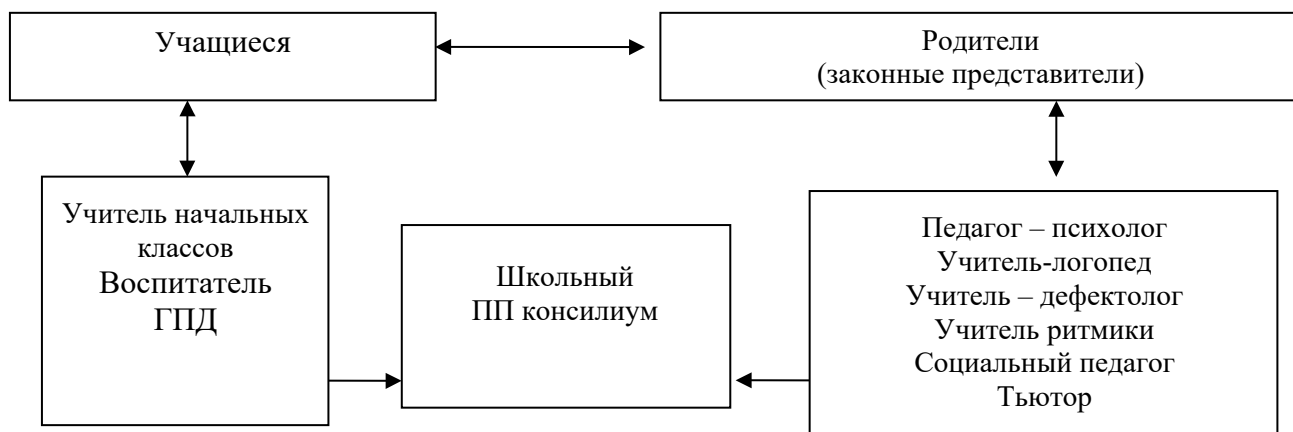 Учащиеся
Родители
(законные представители)
Учитель начальных
классов
Воспитатель
ГПД
Школьный
ПП консилиум
Педагог – психолог
Учитель-логопед
Учитель – дефектолог
Учитель ритмики
Социальный педагог
Тьютор